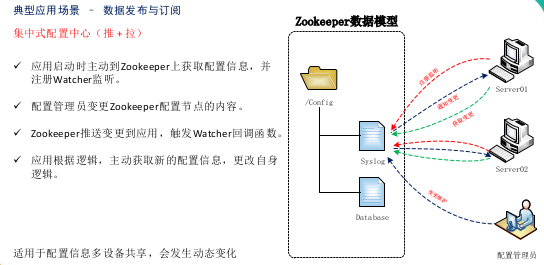 典型应用场景 – 数据发布与订阅
集中式配置中心（推+拉）
✓ 应用启动时主动到Zookeeper上获取配置信息，并
注册Watcher监听。
✓ 配置管理员变更Zookeeper配置节点的内容。
✓ Zookeeper推送变更到应用，触发Watcher回调函数。
✓ 应用根据逻辑，主动获取新的配置信息，更改自身
逻辑。
适用于配置信息多设备共享，会发生动态变化
Zookeeper数据模型
/Config
Syslog
Database
注册监听
通知变更
获取变更
变更维护
Server01
Server02
配置管理员